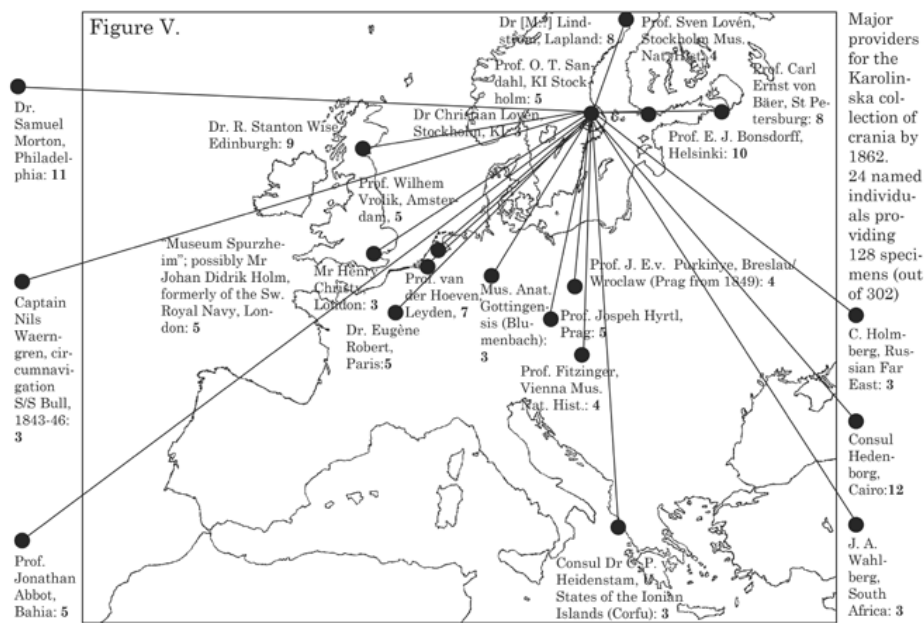 Figure V.
Dr [M.?] Lind-
ström, Lapland: 8
Prof. Sven Lovén,
Stockholm Mus.
Nat. Hist. 4
Prof. O. T. San-
dahl, KI Stock-
holm: 5
Prof. Carl
Ernst von
Bäer, St Pe-
tersburg: 8
Dr Christian Lovén,
Stockholm, KI: 3
Prof. E. J. Bonsdorff,
Helsinki: 10
Major
providers
for the
Karolin-
ska col-
lection of
crania by
1862.
24 named
individu-
als pro-
viding
128 speci-
mens (out
of 302)
Dr.
Samuel
Morton,
Philadel-
phia: 11
Dr. R. Stanton Wise,
Edinburgh: 9
Prof. Wilhem
Vrolik, Amster-
dam, 5
"Museum Spurzhe-
im"; possibly Mr
Johan Didrik Holm,
formerly of the Sw.
Royal Navy, Lon-
don: 5
Mr Henry
Christy,
London: 3
Prof. van
der Hoeven,
Leyden, 7
Dr. Eugène
Robert,
Paris:5
Mus. Anat.
Gottingen-
sis (Blu-
menbach):
3
Prof. J. E.v. Purkinye, Breslau/
Wroclaw (Prag from 1849): 4
Prof. Jospeh Hyrtl,
Prag: 5
Prof. Fitzinger,
Vienna Mus.
Nat. Hist.: 4
Captain
Nils
Waern-
gren, cir-
cumnavi-
gation
S/S Bull,
1843-46:
3
C. Holm-
berg, Rus-
sian Far
East: 3
Consul
Heden-
borg,
Cairo:12
Prof.
Jonathan
Abbot,
Bahia: 5
Consul Dr P.
Heidenstam,
States of the Ionian
Islands (Corfu): 3
J. A.
Wahl-
berg,
South
Africa: 3